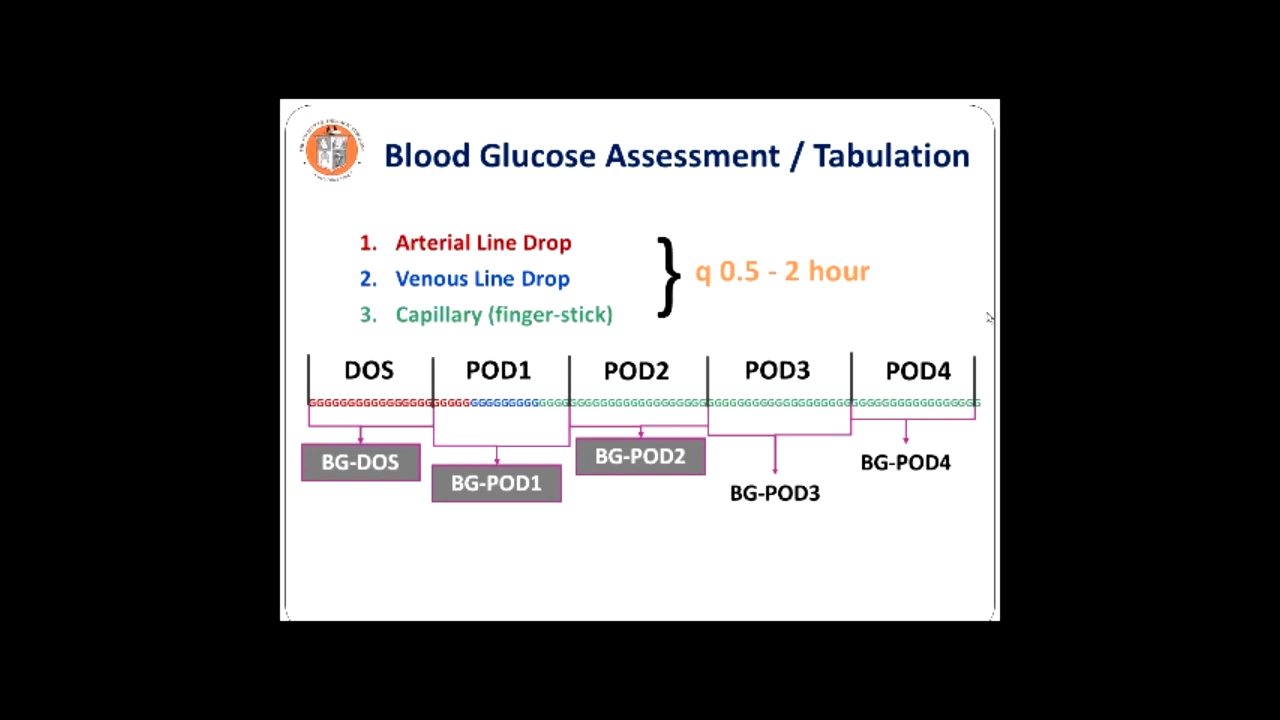 Blood Glucose Assessment / Tabulation
1. Arterial Line Drop
2. Venous Line Drop
3. Capillary (finger-stick)
} q 0.5 - 2 hour
DOS POD1 POD2 POD3 POD4
BG-DOS
BG-POD1
BG-POD2
BG-POD3
BG-POD4